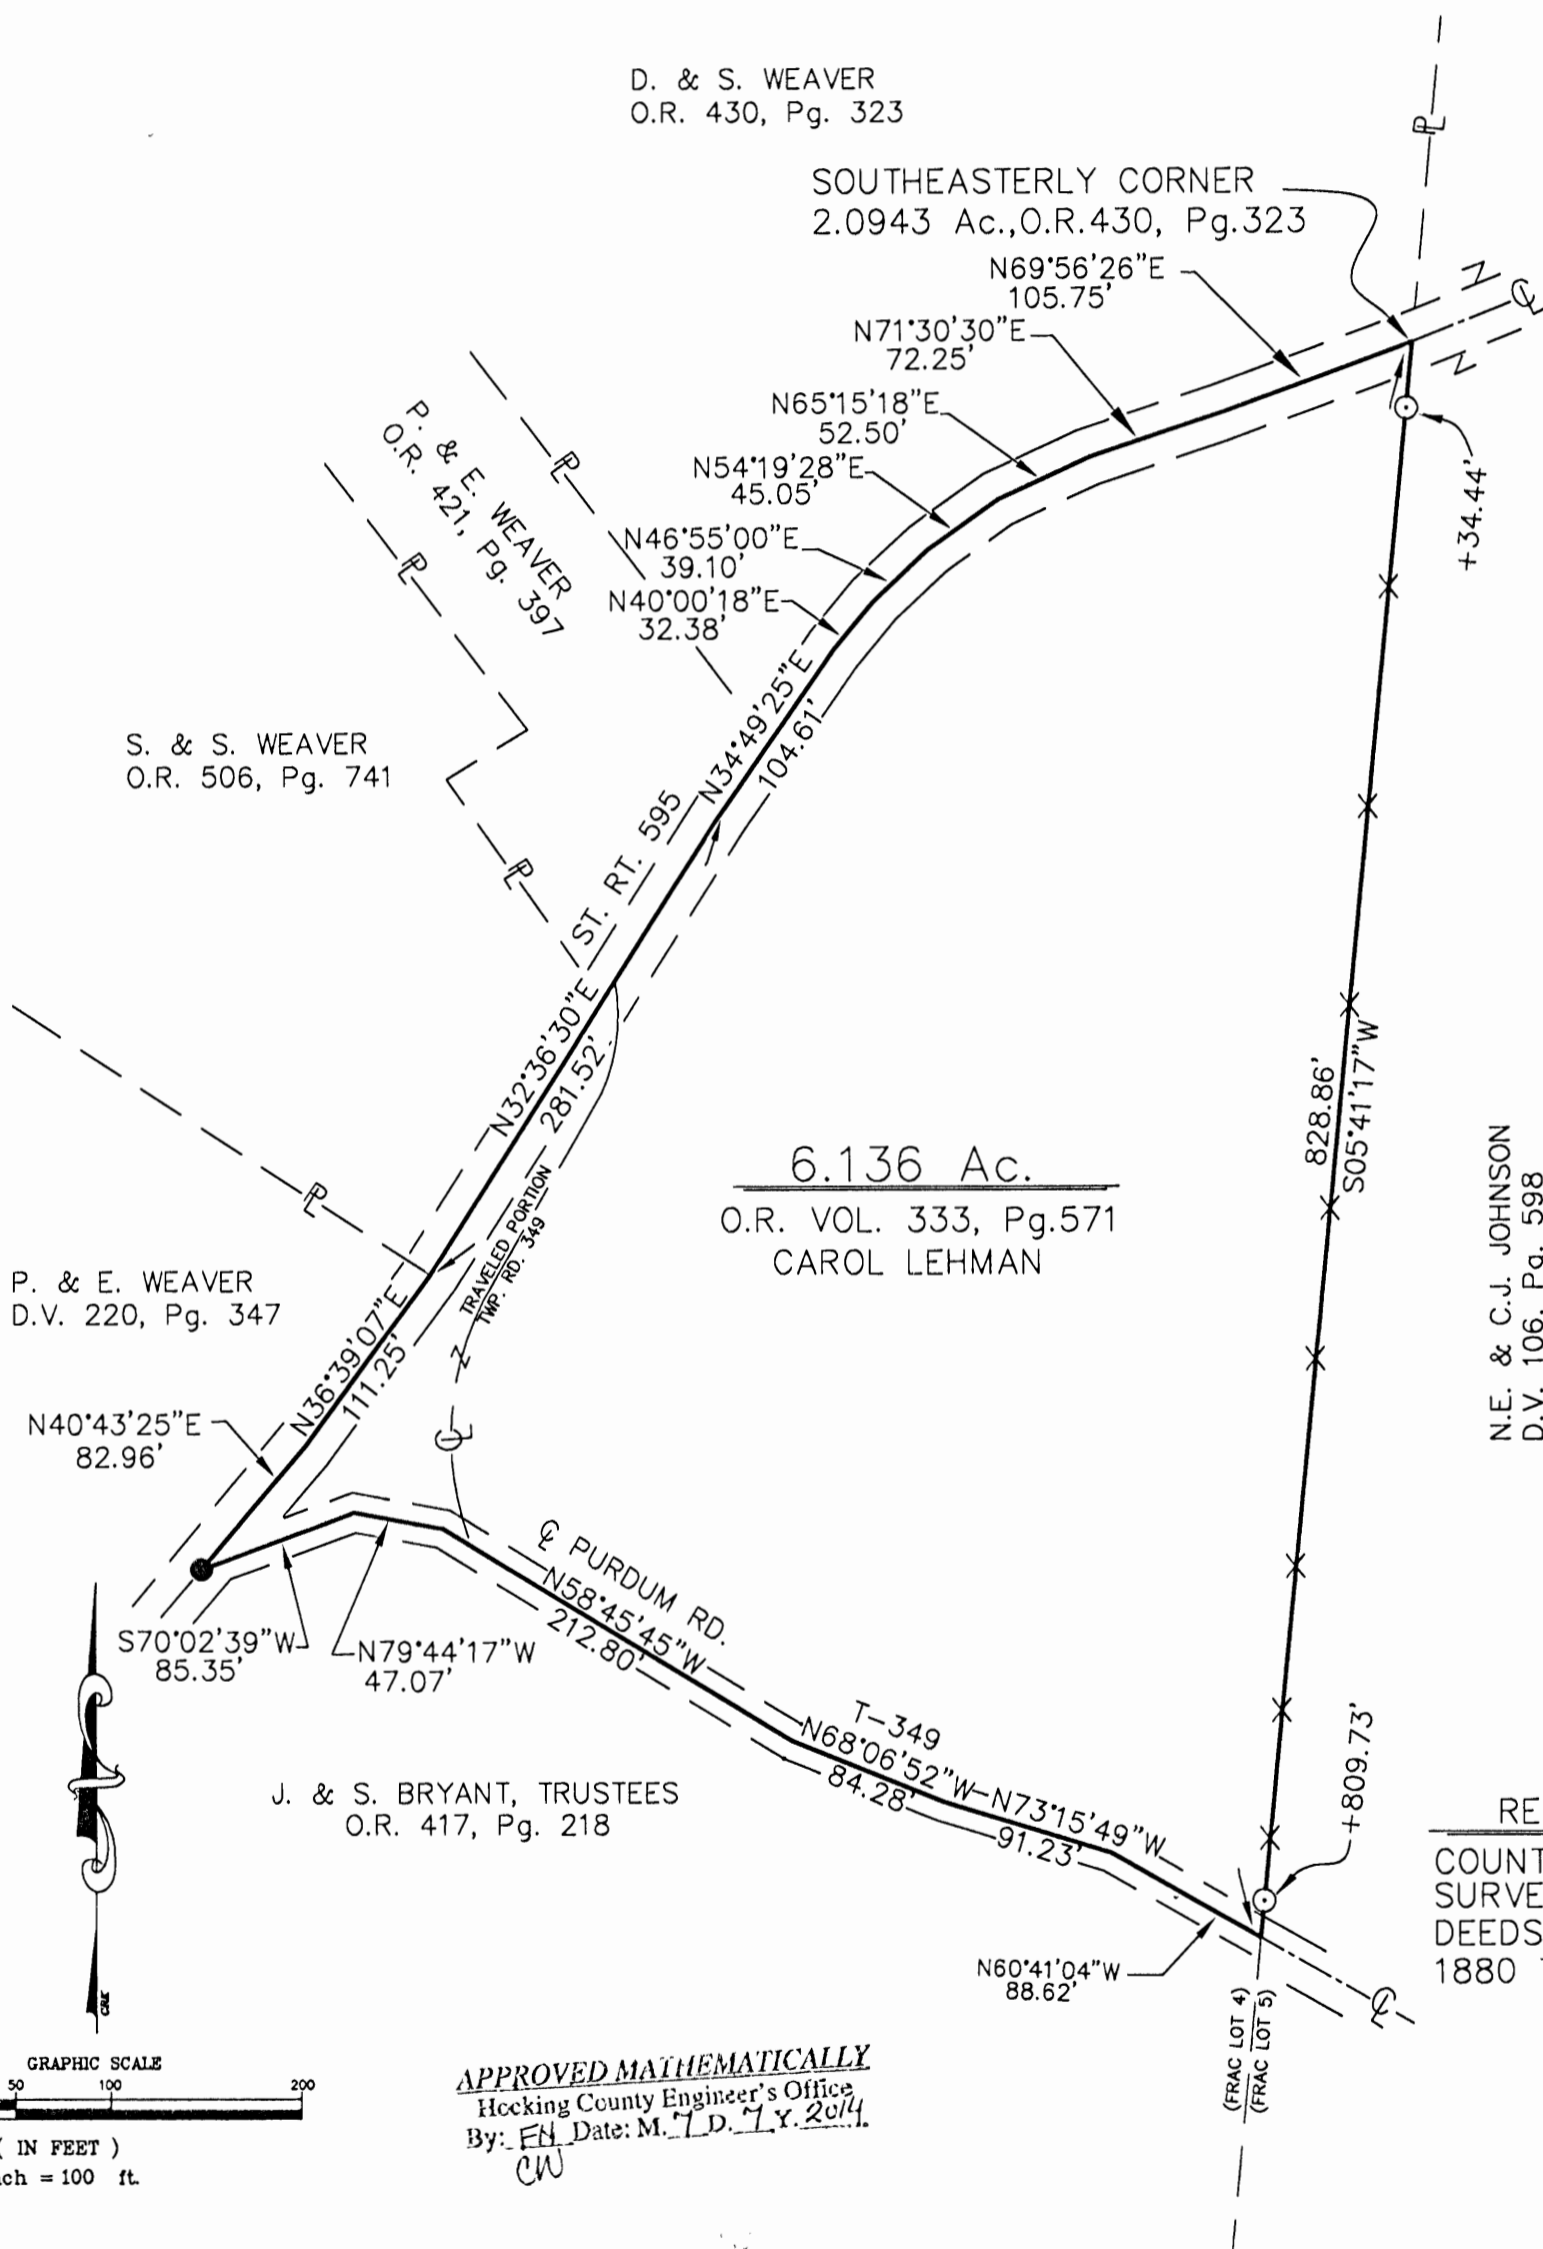 D. & S. WEAVER
O.R. 430, Pg. 323
SOUTHEASTERLY CORNER
2.0943 Ac.,O.R.430, Pg.323
N69°56'26"E
105.75'
N71°30'30"E
72.25'
N65°15'18"E
52.50'
N54°19'28"E
45.05'
N46°55'00"E
39.10'
N40°00'18"E
32.38'
P. & E. WEAVER
O.R. 421, Pg. 397
+34.44'
N34°49'25"E
104.61'
S. & S. WEAVER
O.R. 506, Pg. 741
ST. RT. 595
N32°36'30"E
281.52'
828.86'
S05°41'17"W
6.136 Ac.
O.R. VOL. 333, Pg.571
CAROL LEHMAN
N.E. & C.J. JOHNSON
D.V. 106, Pg. 598
TRAVELED PORTION
TWP. RD. 349
P. & E. WEAVER
D.V. 220, Pg. 347
N36°39'07"E
111.25'
N40°43'25"E
82.96'
PURDUM RD.
N58°45'45"W
212.80'
S70°02'39"W
85.35'
N79°44'17"W
47.07'
T-349
N68°06'52"W
84.28'
N73°15'49"W
91.23'
+809.73'
J. & S. BRYANT, TRUSTEES
O.R. 417, Pg. 218
RE
COUNT
SURVE
DEEDS
1880
N60°41'04"W
88.62'
(FRAC LOT 4)
(FRAC LOT 5)
CRE
GRAPHIC SCALE
50 100 200
( IN FEET )
ch = 100 ft.
APPROVED MATHEMATICALLY
Hocking County Engineer's Office
By: EH Date: M. 7 D. 7 Y. 2014
CW